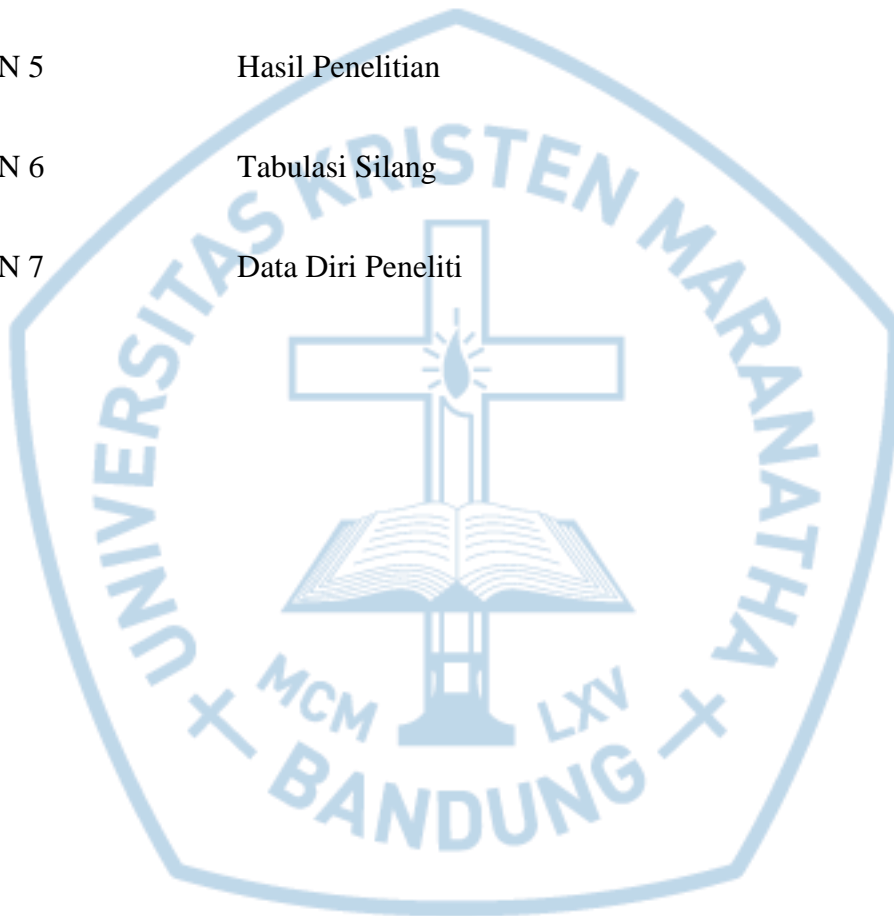 N 5 Hasil Penelitian
N 6 Tabulasi Silang
N 7 Data Diri Peneliti
UNIVERSITAS KRISTEN MARANATHA
MCM LXV
BANDUNG